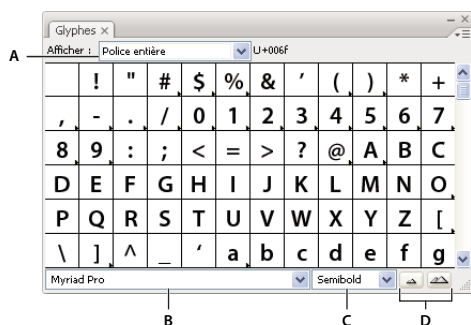 Glyphes ×
A Afficher : Police entière U+006f
! " # $ % & ' ( ) * +
, - . / 0 1 2 3 4 5 6 7
8 9 : ; < = > ? @ A B C
D E F G H I J K L M N O
P Q R S T U V W X Y Z [
\ ] ^ _ ‘ a b c d e f g
Myriad Pro Semibold
B C D